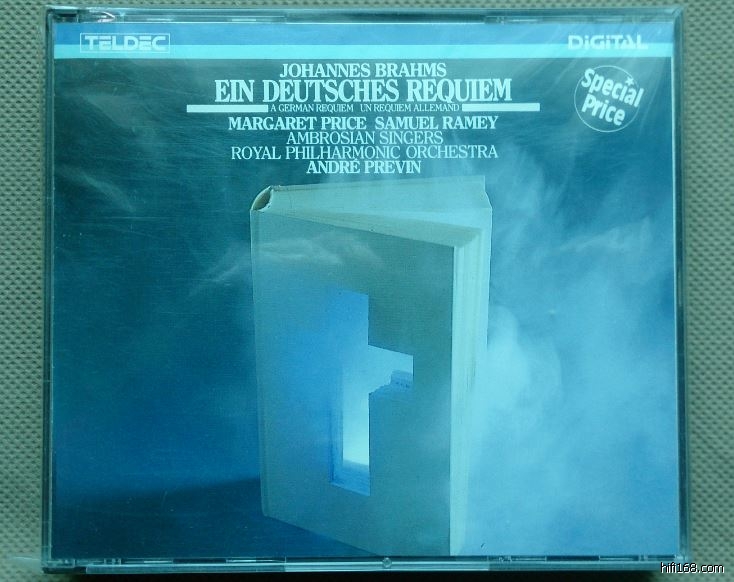 TELDEC
DIGITAL
JOHANNES BRAHMS
EIN DEUTSCHES REQUIEM
A GERMAN REQUIEM UN REQUIEM ALLEMAND
MARGARET PRICE SAMUEL RAMEY
AMBROSIAN SINGERS
ROYAL PHILHARMONIC ORCHESTRA
ANDRÉ PREVIN
Special
Price
hifi168.com